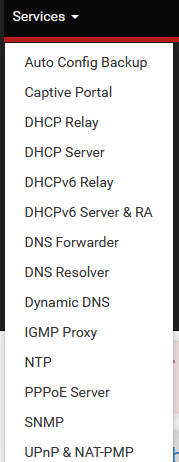 Services
Auto Config Backup
Captive Portal
DHCP Relay
DHCP Server
DHCPv6 Relay
DHCPv6 Server & RA
DNS Forwarder
DNS Resolver
Dynamic DNS
IGMP Proxy
NTP
PPPoE Server
SNMP
UPnP & NAT-PMP